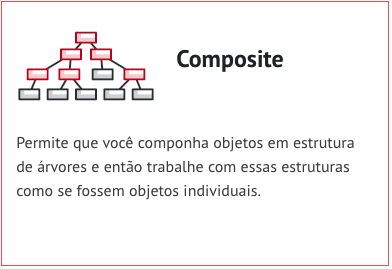 Composite
Permite que você componha objetos em estrutura
de árvores e então trabalhe com essas estruturas
como se fossem objetos individuais.